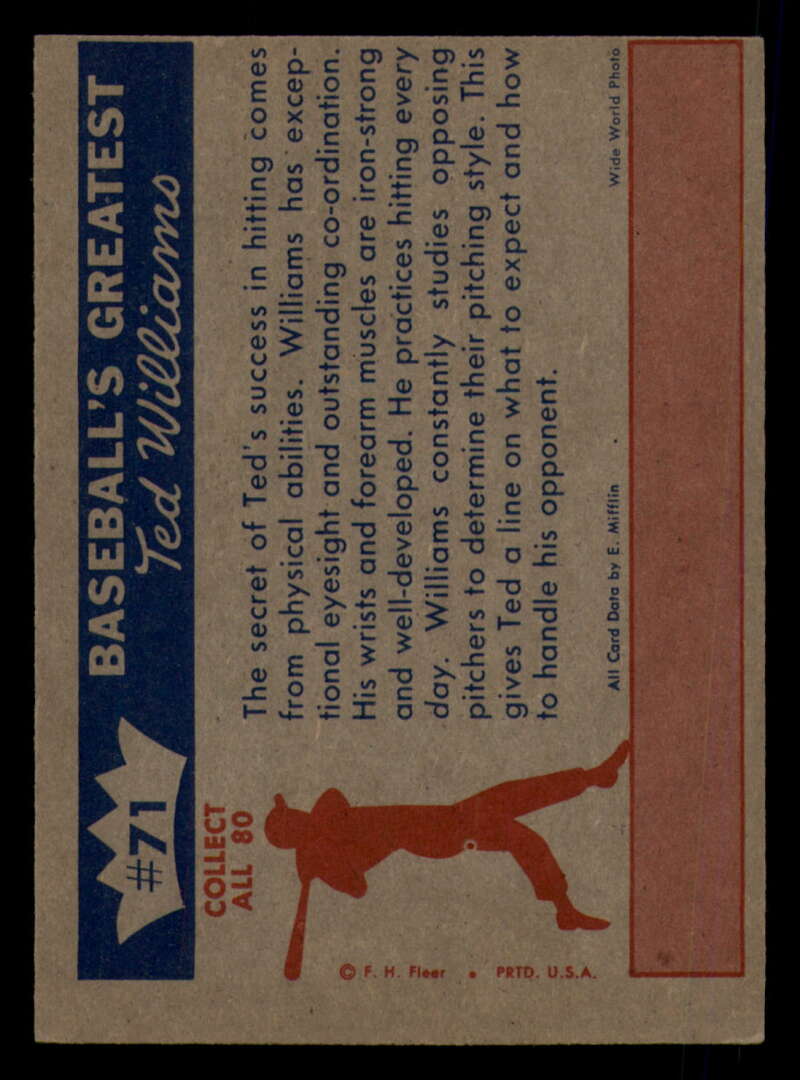 #71
BASEBALL'S GREATEST
Ted Williams
COLLECT
ALL 80
The secret of Ted's success in hitting comes
from physical abilities. Williams has excep-
tional eyesight and outstanding co-ordination.
His wrists and forearm muscles are iron-strong
and well-developed. He practices hitting every
day. Williams constantly studies opposing
pitchers to determine their pitching style. This
gives Ted a line on what to expect and how
to handle his opponent.
All Card Data by E. Mifflin
Wide World Photo
© F. H. Fleer • PRTD. U.S.A.